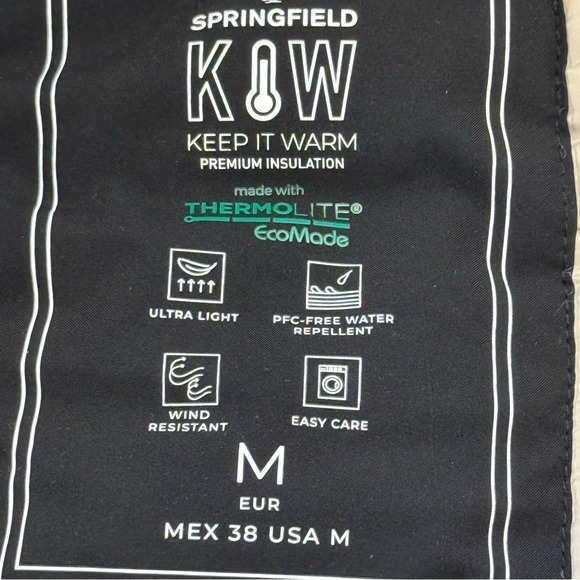 SPRINGFIELD
K W
KEEP IT WARM
PREMIUM INSULATION
made with
THERMOLITE®
EcoMade
ULTRA LIGHT
PFC-FREE WATER
REPELLENT
WIND
RESISTANT
EASY CARE
M
EUR
MEX 38 USA M